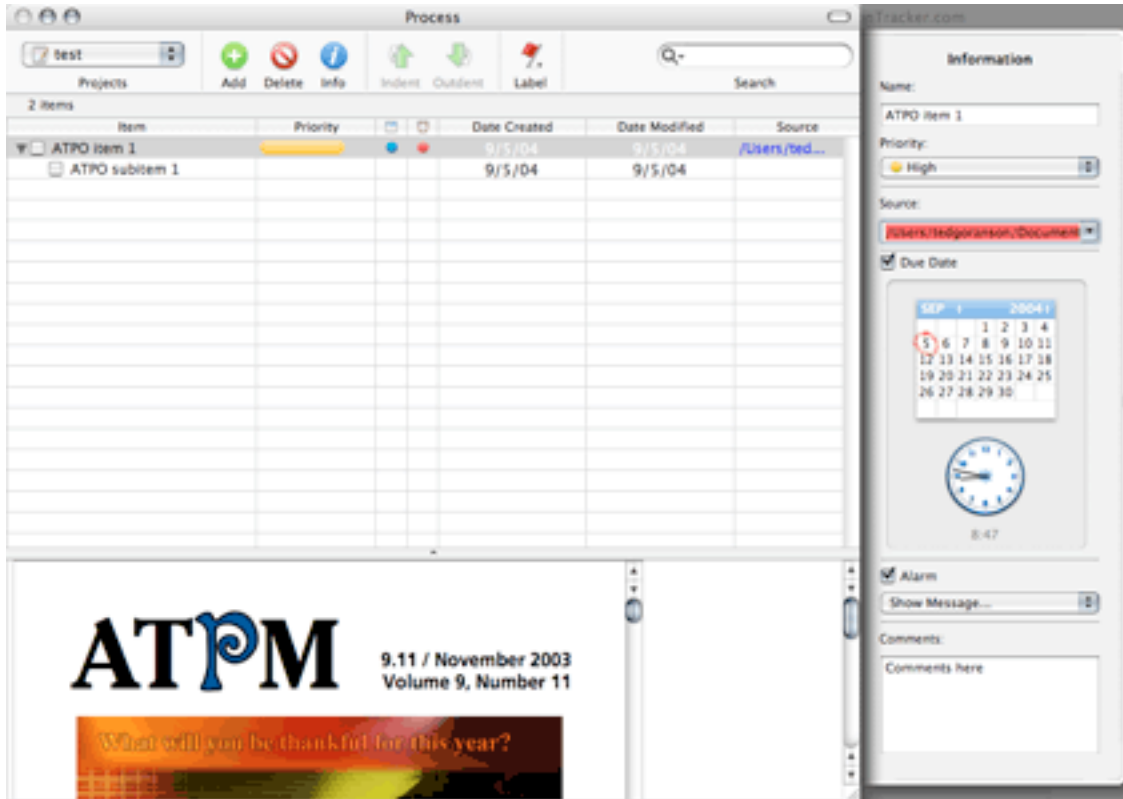 Process
nTracker.com
test
Projects
Add
Delete
Info
Indent
Outdent
Label
Search
2 items
Item
Priority
Date Created
Date Modified
Source
ATPO item 1
9/5/04
9/5/04
/Users/ted...
ATPO subitem 1
9/5/04
9/5/04
ATPM
9.11 / November 2003
Volume 9, Number 11
What will you be thankful for this year?
Information
Name:
ATPO item 1
Priority:
High
Source:
/Users/tedgoranson/Document
Due Date
SEP 2004
1 2 3 4
5 6 7 8 9 10 11
12 13 14 15 16 17 18
19 20 21 22 23 24 25
26 27 28 29 30
8:47
Alarm
Show Message...
Comments:
Comments here